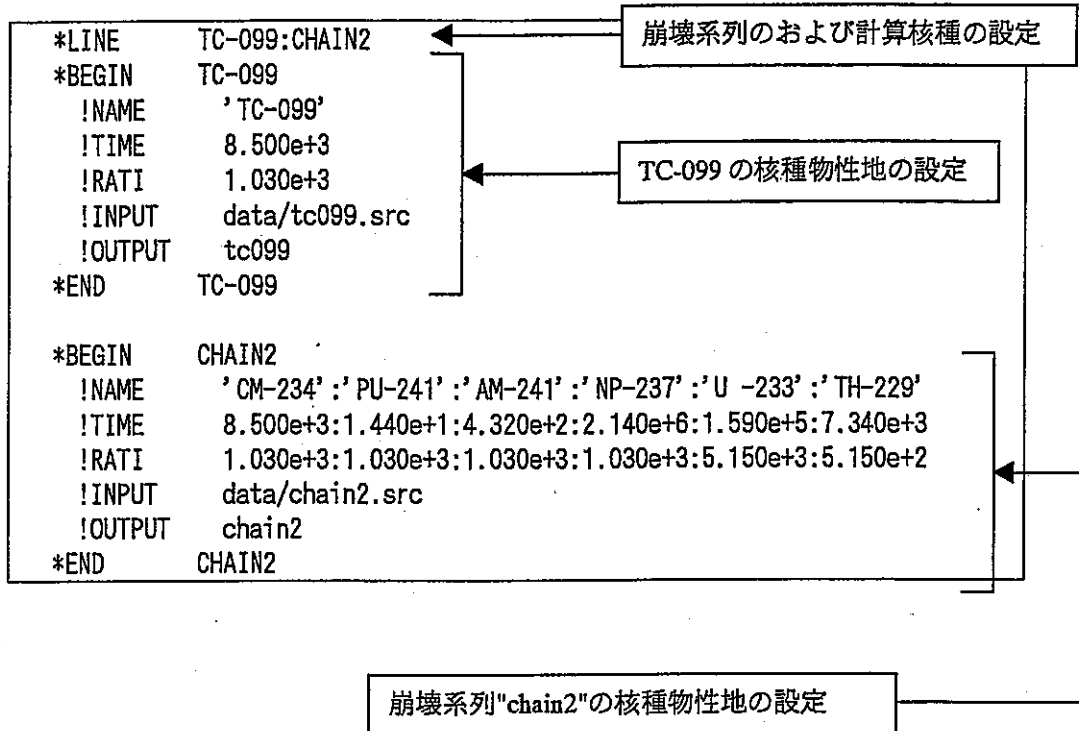 *LINE TC-099:CHAIN2
崩壊系列のおよび計算核種の設定
*BEGIN TC-099
!NAME 'TC-099'
!TIME 8.500e+3
!RATI 1.030e+3
TC-099 の核種物性地の設定
!INPUT data/tc099.src
!OUTPUT tc099
*END TC-099
*BEGIN CHAIN2
!NAME 'CM-234':'PU-241':'AM-241':'NP-237':'U -233':'TH-229'
!TIME 8.500e+3:1.440e+1:4.320e+2:2.140e+6:1.590e+5:7.340e+3
!RATI 1.030e+3:1.030e+3:1.030e+3:1.030e+3:5.150e+3:5.150e+2
!INPUT data/chain2.src
!OUTPUT chain2
*END CHAIN2
崩壊系列"chain2"の核種物性地の設定